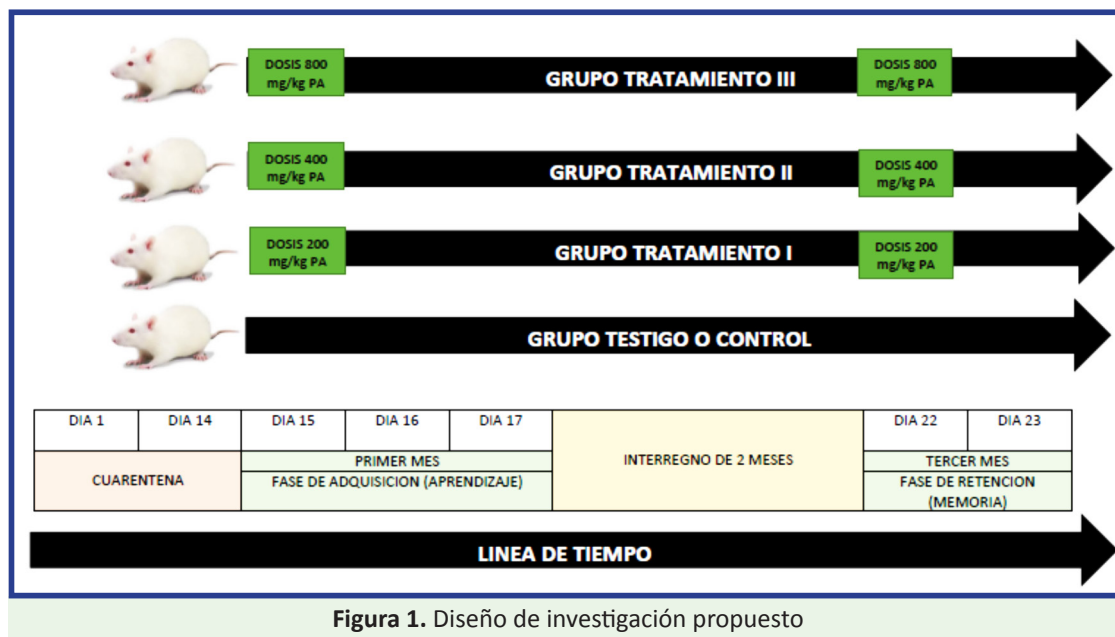 DOSIS 800
mg/kg PA
GRUPO TRATAMIENTO III
DOSIS 800
mg/kg PA
DOSIS 400
mg/kg PA
GRUPO TRATAMIENTO II
DOSIS 400
mg/kg PA
DOSIS 200
mg/kg PA
GRUPO TRATAMIENTO I
DOSIS 200
mg/kg PA
GRUPO TESTIGO O CONTROL
DIA 1
DIA 14
DIA 15
DIA 16
DIA 17
INTERREGNO DE 2 MESES
DIA 22
DIA 23
CUARENTENA
PRIMER MES
FASE DE ADQUISICION (APRENDIZAJE)
TERCER MES
FASE DE RETENCION
(MEMORIA)
LINEA DE TIEMPO
Figura 1. Diseño de investigación propuesto